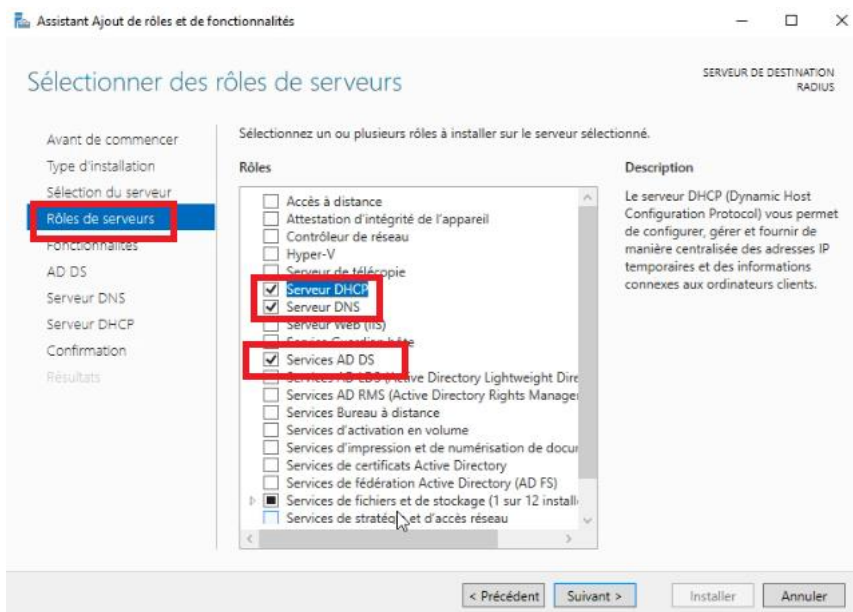 Assistant Ajout de rôles et de fonctionnalités
Sélectionner des rôles de serveurs
SERVEUR DE DESTINATION
RADIUS
Avant de commencer
Type d'installation
Sélection du serveur
Rôles de serveurs
Fonctionnalités
AD DS
Serveur DNS
Serveur DHCP
Confirmation
Résultats
Sélectionnez un ou plusieurs rôles à installer sur le serveur sélectionné.
Rôles
Accès à distance
Attestation d'intégrité de l'appareil
Contrôleur de réseau
Hyper-V
Serveur de télécopie
Serveur DHCP
Serveur DNS
Serveur Web (IIS)
Service Guardian hôte
Services AD DS
Services AD LDS (Active Directory Lightweight Dire
Services AD RMS (Active Directory Rights Manager
Services Bureau à distance
Services d'activation en volume
Services d'impression et de numérisation de docur
Services de certificats Active Directory
Services de fédération Active Directory (AD FS)
Services de fichiers et de stockage (1 sur 12 install
Services de stratégie et d'accès réseau
Description
Le serveur DHCP (Dynamic Host
Configuration Protocol) vous permet
de configurer, gérer et fournir de
manière centralisée des adresses IP
temporaires et des informations
connexes aux ordinateurs clients.
< Précédent
Suivant >
Installer
Annuler